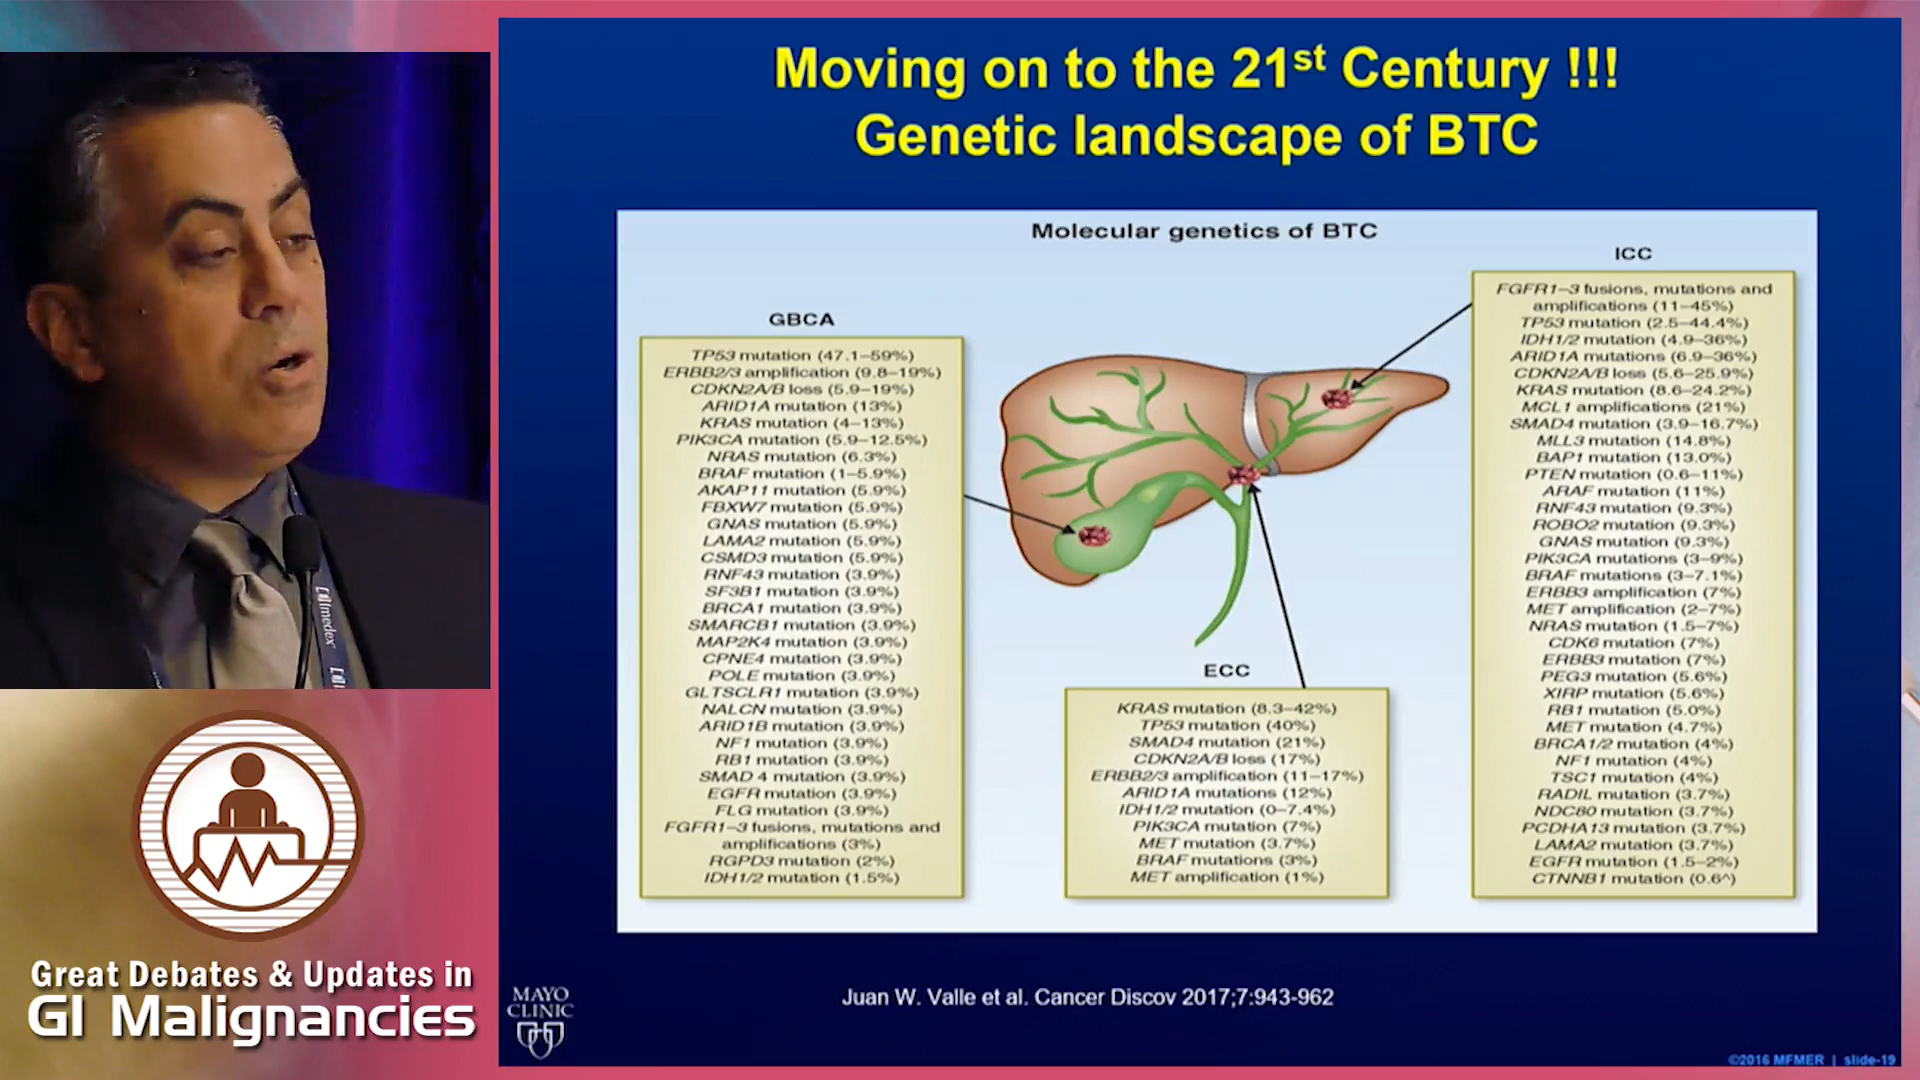 Moving on to the 21st Century !!!
Genetic landscape of BTC
Molecular genetics of BTC
GBCA
TP53 mutation (47.1–59%)
ERBB2/3 amplification (9.8–19%)
CDKN2A/B loss (5.9–19%)
ARID1A mutation (13%)
KRAS mutation (4–13%)
PIK3CA mutation (5.9–12.5%)
NRAS mutation (6.3%)
BRAF mutation (1–5.9%)
AKAP11 mutation (5.9%)
FBXW7 mutation (5.9%)
GNAS mutation (5.9%)
LAMA2 mutation (5.9%)
CSMD3 mutation (5.9%)
RNF43 mutation (3.9%)
SF3B1 mutation (3.9%)
BRCA1 mutation (3.9%)
SMARCB1 mutation (3.9%)
MAP2K4 mutation (3.9%)
CPNE4 mutation (3.9%)
POLE mutation (3.9%)
GLTSCLR1 mutation (3.9%)
NALCN mutation (3.9%)
ARID1B mutation (3.9%)
NF1 mutation (3.9%)
RB1 mutation (3.9%)
SMAD 4 mutation (3.9%)
EGFR mutation (3.9%)
FLG mutation (3.9%)
FGFR1–3 fusions, mutations and
amplifications (3%)
RGPD3 mutation (2%)
IDH1/2 mutation (1.5%)
ECC
KRAS mutation (8.3–42%)
TP53 mutation (40%)
SMAD4 mutation (21%)
CDKN2A/B loss (17%)
ERBB2/3 amplification (11–17%)
ARID1A mutations (12%)
IDH1/2 mutation (0–7.4%)
PIK3CA mutation (7%)
MET mutation (3.7%)
BRAF mutations (3%)
MET amplification (1%)
ICC
FGFR1–3 fusions, mutations and
amplifications (11–45%)
TP53 mutation (2.5–44.4%)
IDH1/2 mutation (4.9–36%)
ARID1A mutations (6.9–36%)
CDKN2A/B loss (5.6–25.9%)
KRAS mutation (8.6–24.2%)
MCL1 amplifications (21%)
SMAD4 mutation (3.9–16.7%)
MLL3 mutation (14.8%)
BAP1 mutation (13.0%)
PTEN mutation (0.6–11%)
ARAF mutation (11%)
RNF43 mutation (9.3%)
ROBO2 mutation (9.3%)
GNAS mutation (9.3%)
PIK3CA mutations (3–9%)
BRAF mutations (3–7.1%)
ERBB3 amplification (7%)
MET amplification (2–7%)
NRAS mutation (1.5–7%)
CDK6 mutation (7%)
ERBB3 mutation (7%)
PEG3 mutation (5.6%)
XIRP mutation (5.6%)
RB1 mutation (5.0%)
MET mutation (4.7%)
BRCA1/2 mutation (4%)
NF1 mutation (4%)
TSC1 mutation (4%)
RADIL mutation (3.7%)
NDC80 mutation (3.7%)
PCDHA13 mutation (3.7%)
LAMA2 mutation (3.7%)
EGFR mutation (1.5–2%)
CTNNB1 mutation (0.6^)
Juan W. Valle et al. Cancer Discov 2017;7:943-962
MAYO
CLINIC
©2016 MFMER | slide-19
imedex
Great Debates & Updates in
GI Malignancies